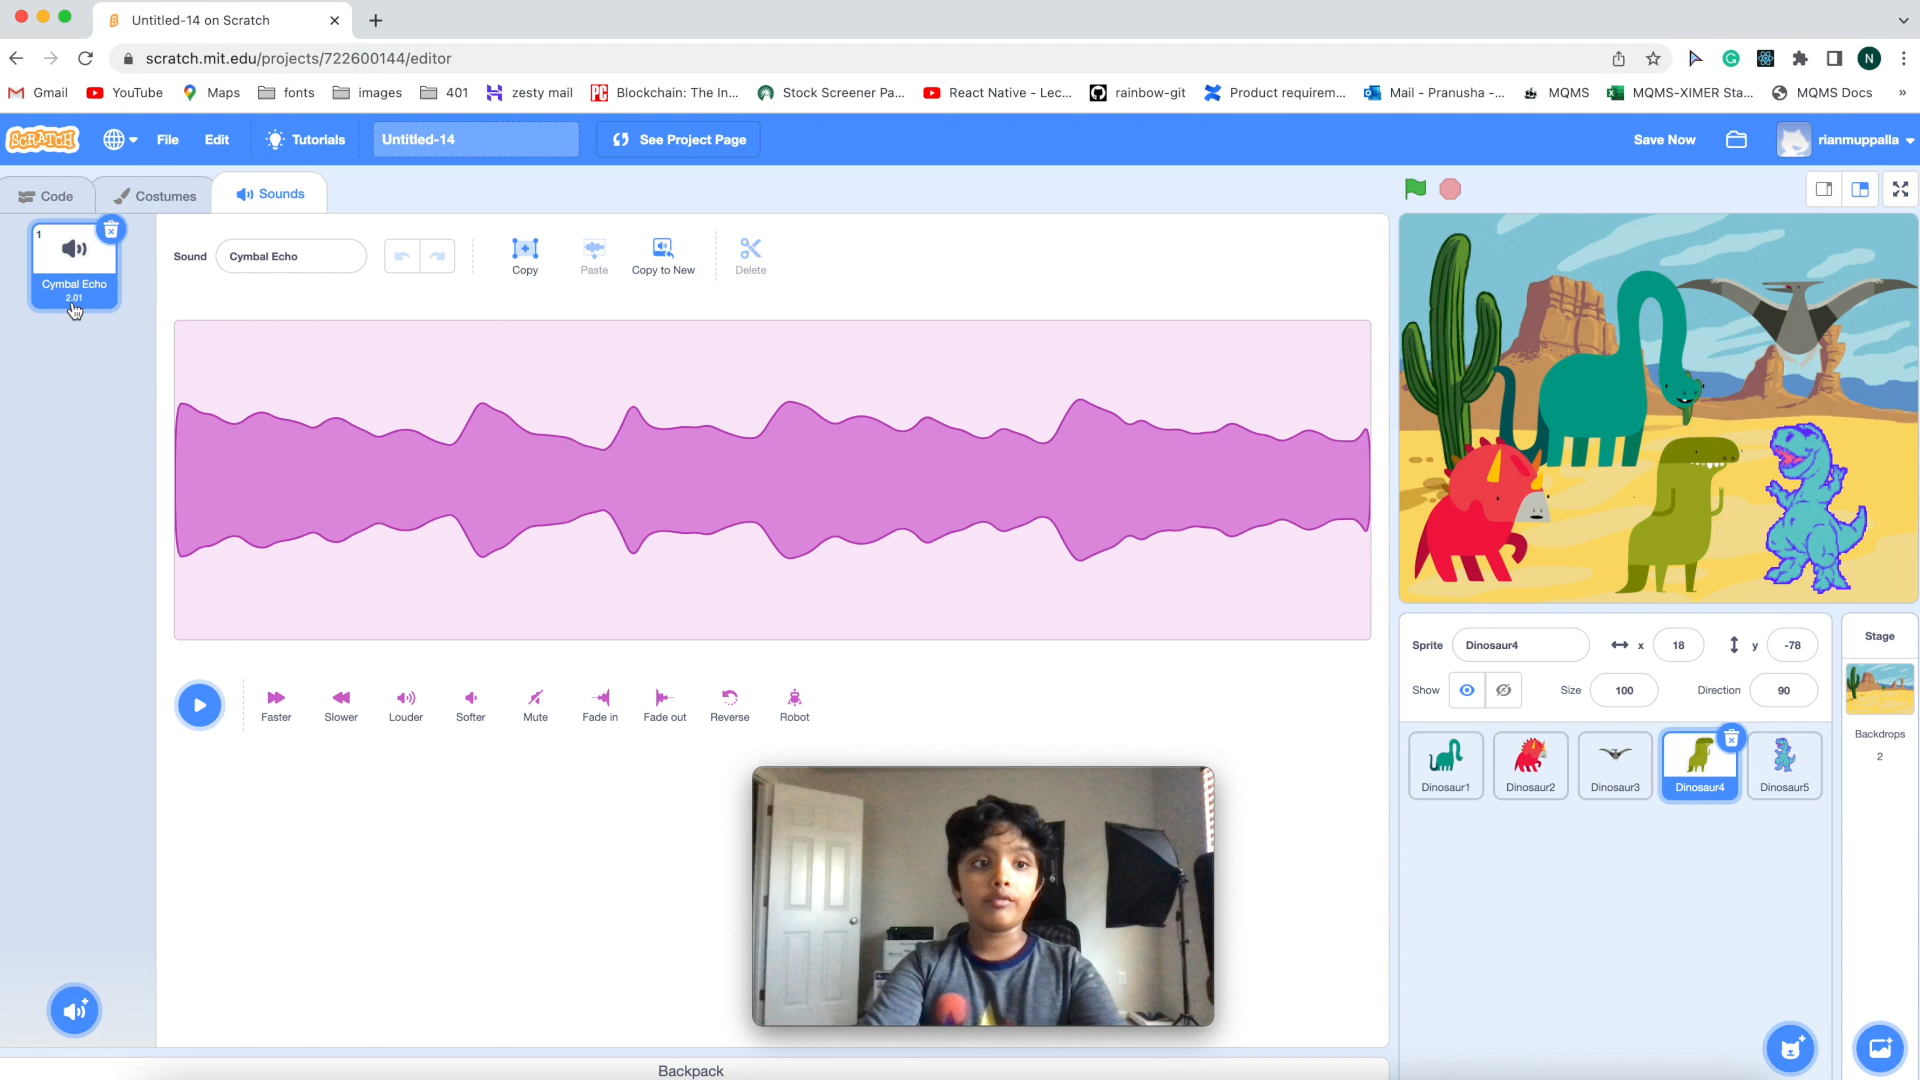 Untitled-14 on Scratch
scratch.mit.edu/projects/722600144/editor
N
Gmail YouTube Maps fonts images 401 zesty mail Blockchain: The In... Stock Screener Pa... React Native - Lec... rainbow-git Product requirem... Mail - Pranusha -... MQMS MQMS-XIMER Sta... MQMS Docs »
SCRATCH File Edit Tutorials Untitled-14 See Project Page Save Now rianmuppalla
Code Costumes Sounds
1
Cymbal Echo
2.01
Sound Cymbal Echo
Copy Paste Copy to New Delete
Faster Slower Louder Softer Mute Fade in Fade out Reverse Robot
Sprite Dinosaur4 x 18 y -78
Show Size 100 Direction 90
Dinosaur1 Dinosaur2 Dinosaur3 Dinosaur4 Dinosaur5
Stage
Backdrops
2
Backpack